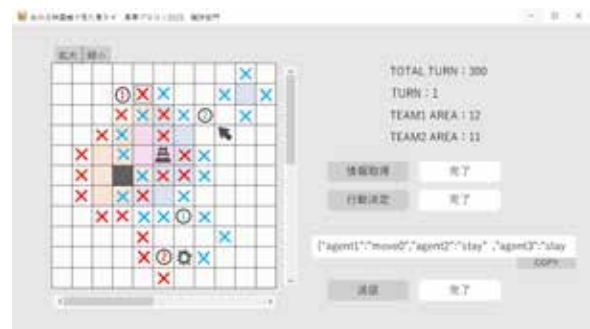 拡大 縮小
TOTAL TURN : 300
TURN : 1
TEAM1 AREA : 12
TEAM2 AREA : 11
情報取得 完了
行動決定 完了
{"agent1":"move0","agent2":"stay" ,"agent3":"stay
COPY
送信 完了